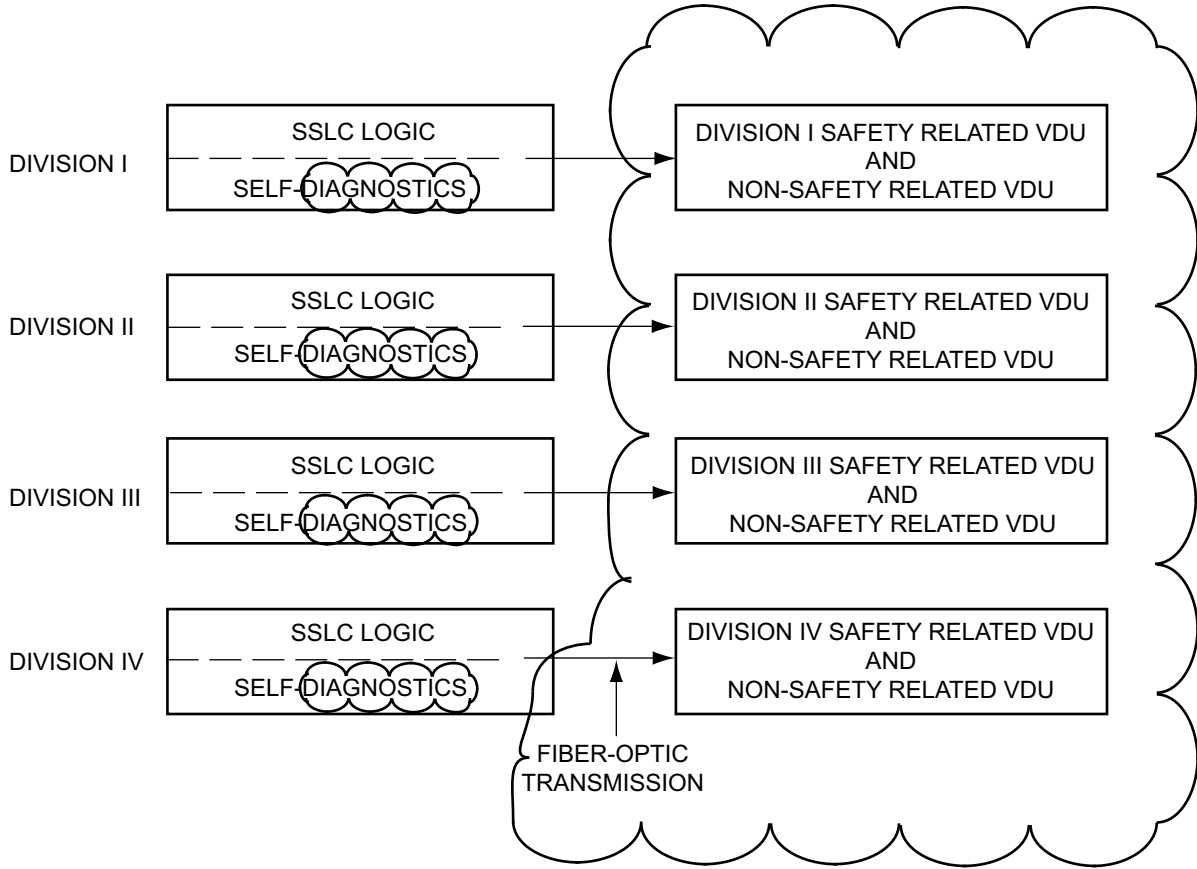 DIVISION I
SSLC LOGIC
SELF-DIAGNOSTICS
DIVISION I SAFETY RELATED VDU
AND
NON-SAFETY RELATED VDU
DIVISION II
SSLC LOGIC
SELF-DIAGNOSTICS
DIVISION II SAFETY RELATED VDU
AND
NON-SAFETY RELATED VDU
DIVISION III
SSLC LOGIC
SELF-DIAGNOSTICS
DIVISION III SAFETY RELATED VDU
AND
NON-SAFETY RELATED VDU
DIVISION IV
SSLC LOGIC
SELF-DIAGNOSTICS
DIVISION IV SAFETY RELATED VDU
AND
NON-SAFETY RELATED VDU
FIBER-OPTIC
TRANSMISSION